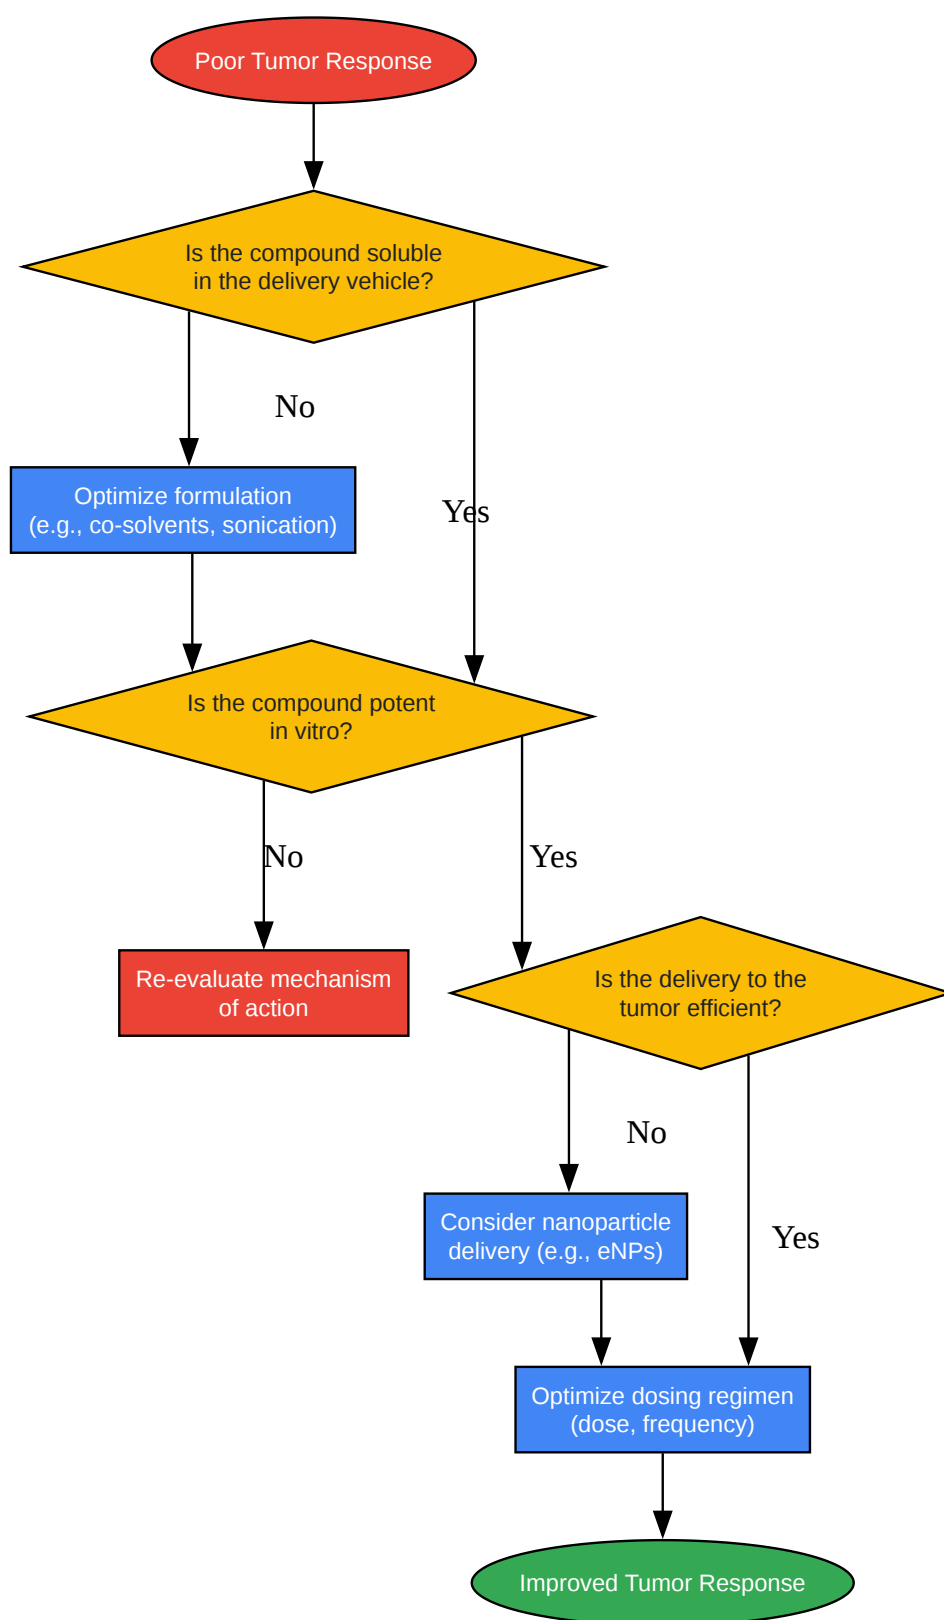 Poor Tumor Response
Is the compound soluble
in the delivery vehicle?
No
Optimize formulation
(e.g., co-solvents, sonication)
Yes
Is the compound potent
in vitro?
No
Yes
Re-evaluate mechanism
of action
Is the delivery to the
tumor efficient?
No
Consider nanoparticle
delivery (e.g., eNPs)
Yes
Optimize dosing regimen
(dose, frequency)
Improved Tumor Response